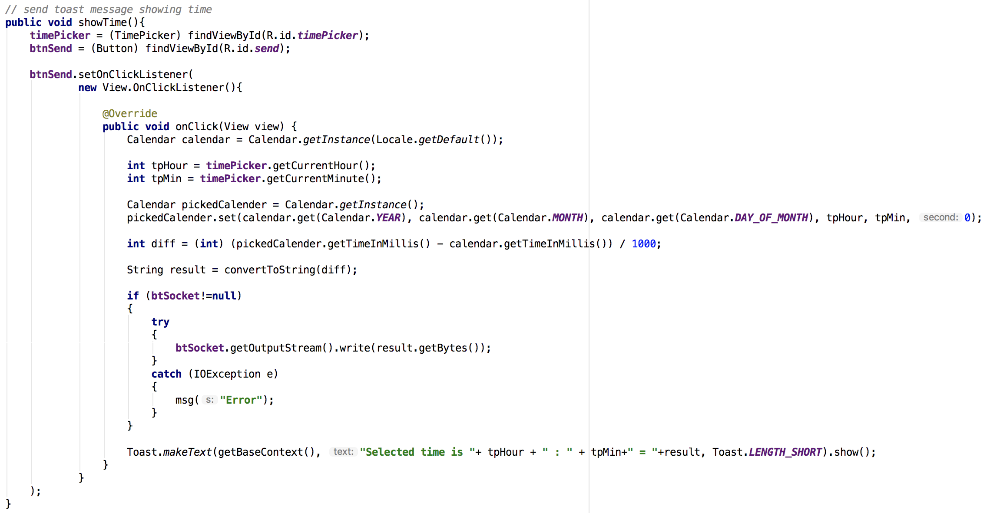 // send toast message showing time
public void showTime(){
    timePicker = (TimePicker) findViewById(R.id.timePicker);
    btnSend = (Button) findViewById(R.id.send);

    btnSend.setOnClickListener(
            new View.OnClickListener(){

                @Override
                public void onClick(View view) {
                    Calendar calendar = Calendar.getInstance(Locale.getDefault());

                    int tpHour = timePicker.getCurrentHour();
                    int tpMin = timePicker.getCurrentMinute();

                    Calendar pickedCalender = Calendar.getInstance();
                    pickedCalender.set(calendar.get(Calendar.YEAR), calendar.get(Calendar.MONTH), calendar.get(Calendar.DAY_OF_MONTH), tpHour, tpMin, second: 0);

                    int diff = (int) (pickedCalender.getTimeInMillis() - calendar.getTimeInMillis()) / 1000;

                    String result = convertToString(diff);

                    if (btSocket!=null)
                    {
                        try
                        {
                            btSocket.getOutputStream().write(result.getBytes());
                        }
                        catch (IOException e)
                        {
                            msg( s: "Error");
                        }
                    }

                    Toast.makeText(getBaseContext(), text: "Selected time is "+ tpHour + " : " + tpMin+" = "+result, Toast.LENGTH_SHORT).show();
                }
            }
    );
}